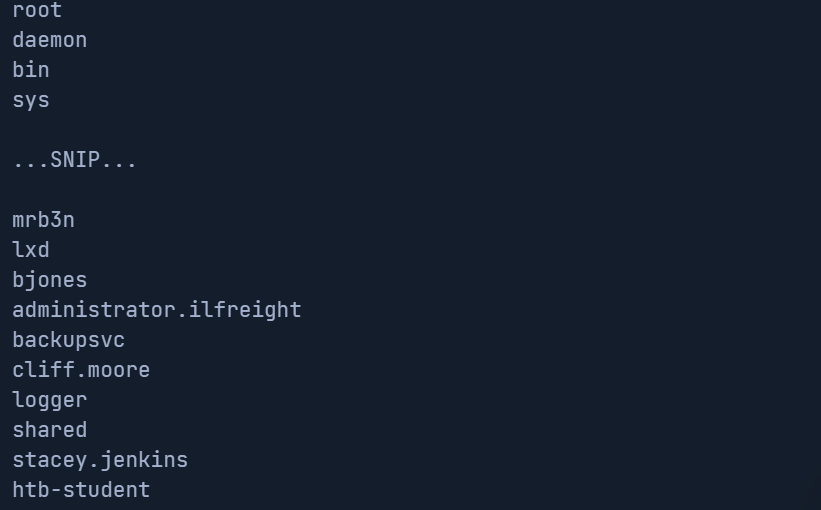 root
daemon
bin
sys
...SNIP...
mrb3n
lxd
bjones
administrator.ilfreight
backupsvc
cliff.moore
logger
shared
stacey.jenkins
htb-student